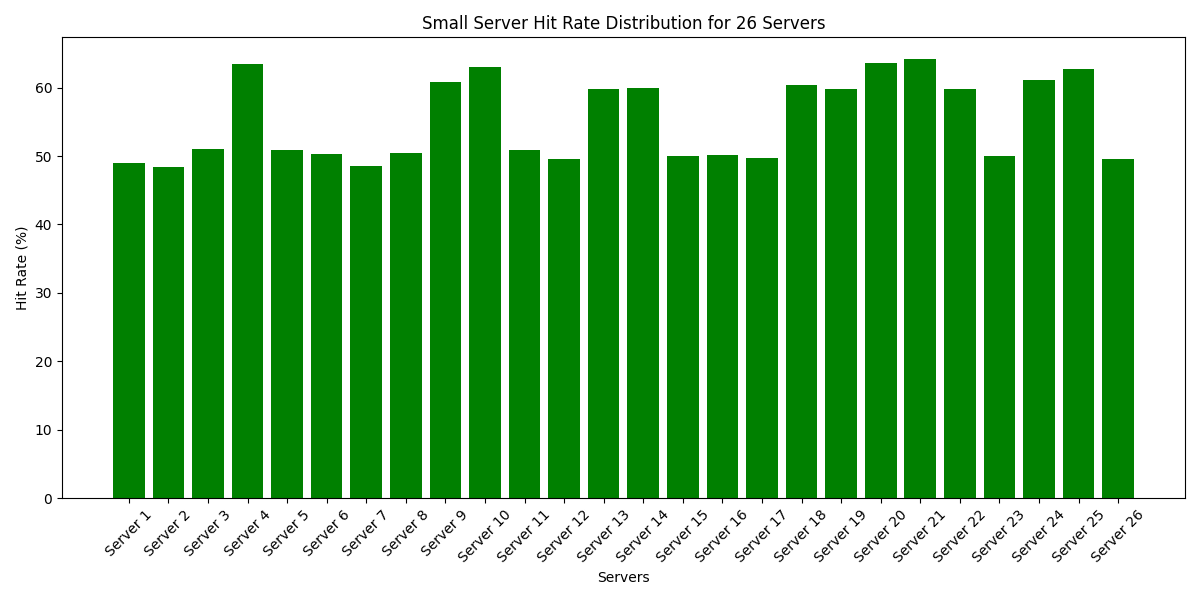 Small Server Hit Rate Distribution for 26 Servers
Hit Rate (%)
60
50
40
30
20
10
0
Server 1
Server 2
Server 3
Server 4
Server 5
Server 6
Server 7
Server 8
Server 9
Server 10
Server 11
Server 12
Server 13
Server 14
Server 15
Server 16
Server 17
Server 18
Server 19
Server 20
Server 21
Server 22
Server 23
Server 24
Server 25
Server 26
Servers